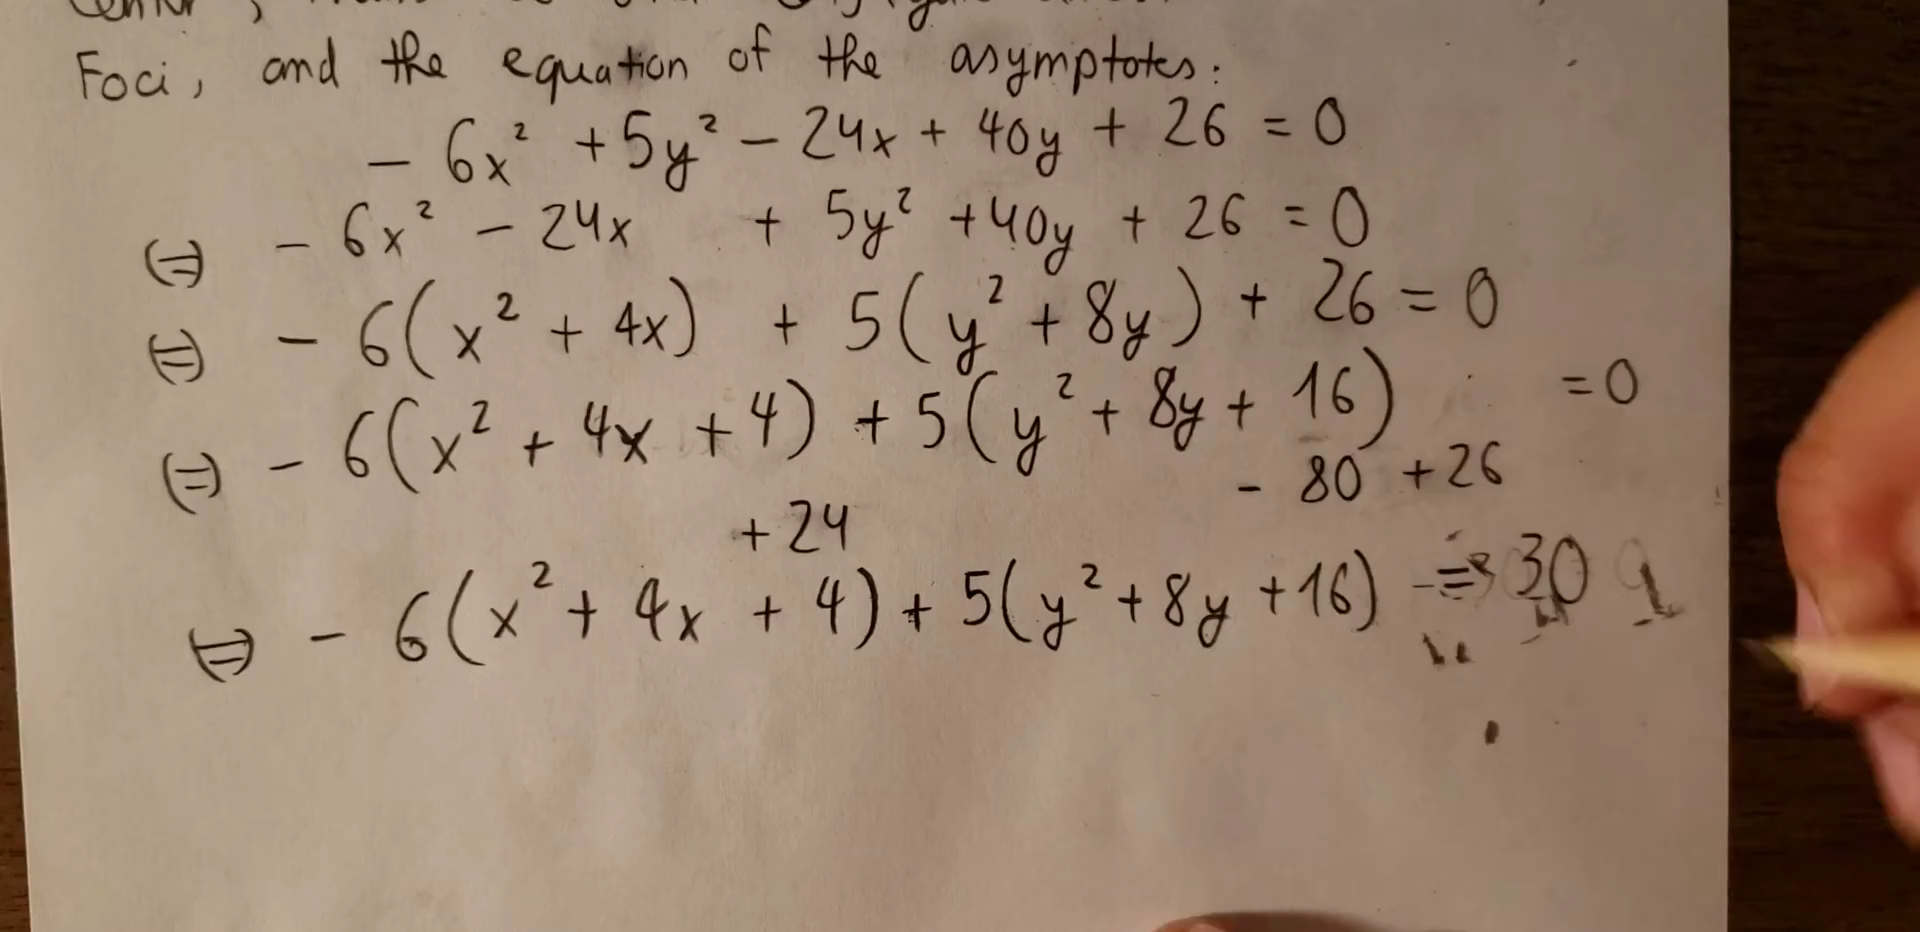 Foci, and the equation of the asymptotes:
- 6x² + 5y² - 24x + 40y + 26 = 0
(=) - 6x² - 24x + 5y² + 40y + 26 = 0
(=) - 6(x² + 4x) + 5(y² + 8y) + 26 = 0
(=) - 6(x² + 4x + 4) + 5(y² + 8y + 16) = 0
+ 24 - 80 + 26
(=) - 6(x² + 4x + 4) + 5(y² + 8y + 16) = 30